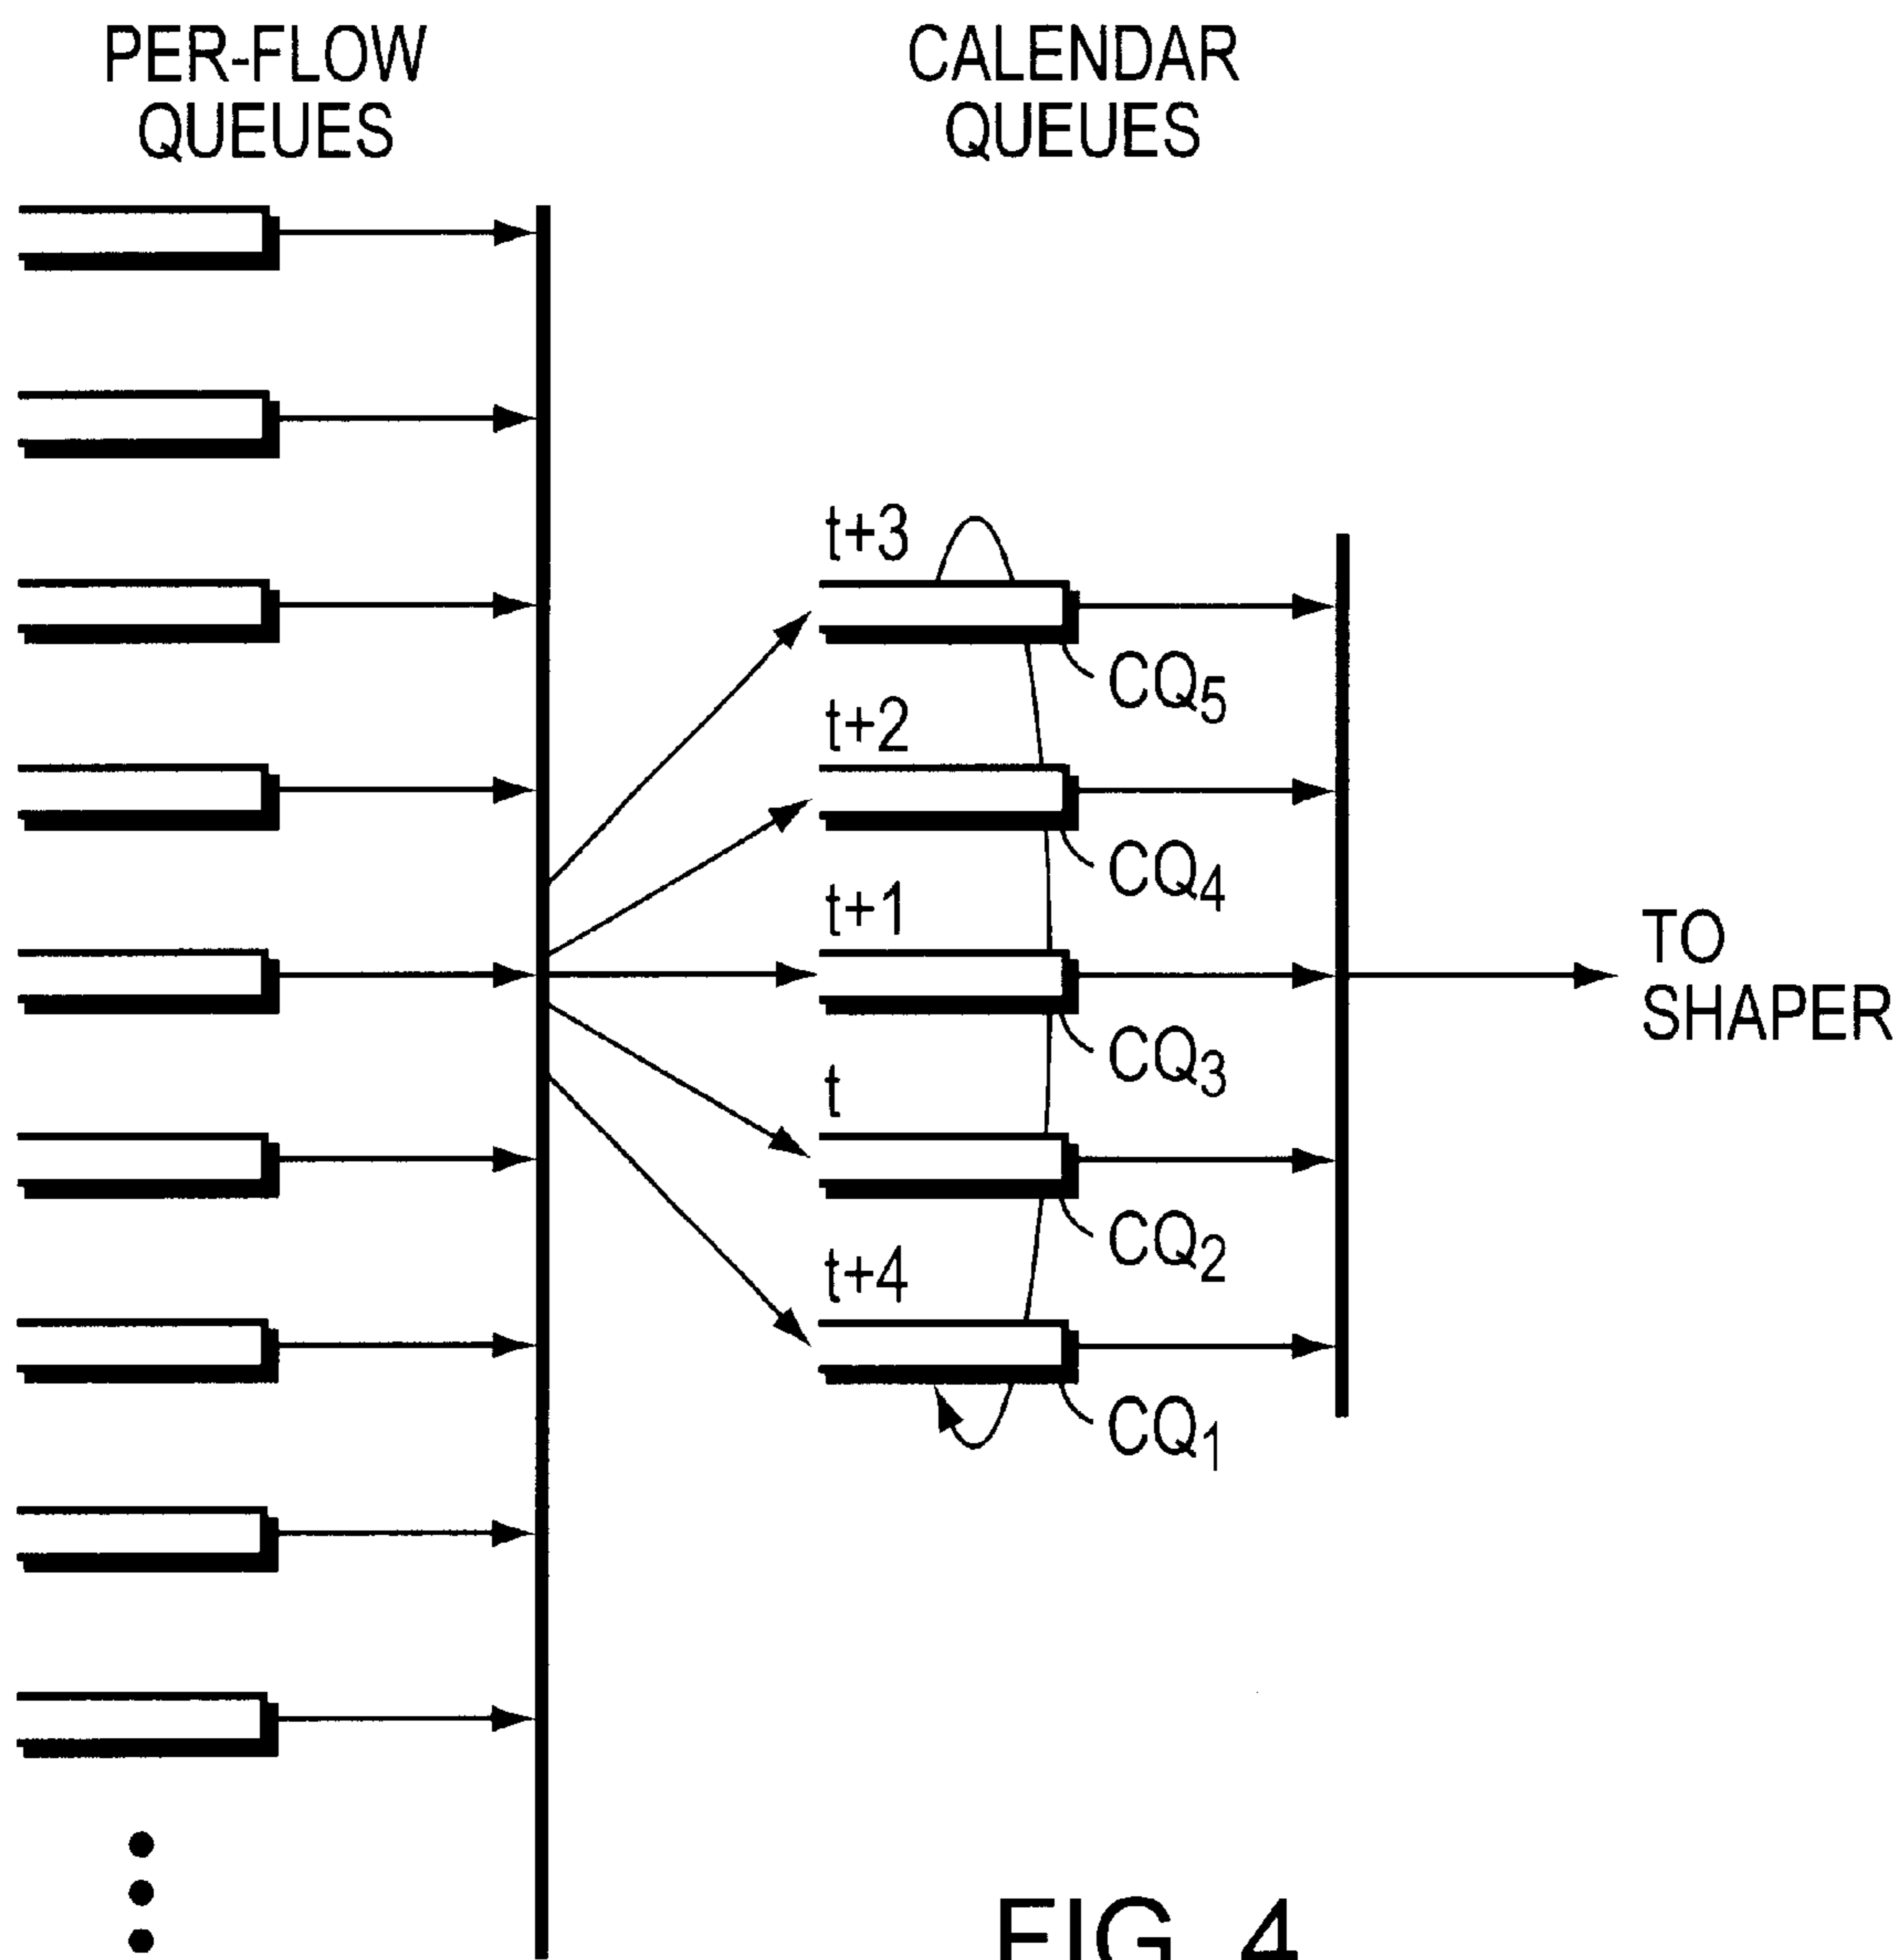 PER-FLOW
QUEUES
CALENDAR
QUEUES
t+3
CQ5
t+2
CQ4
t+1
CQ3
TO
SHAPER
t
CQ2
t+4
CQ1
FIG. 4